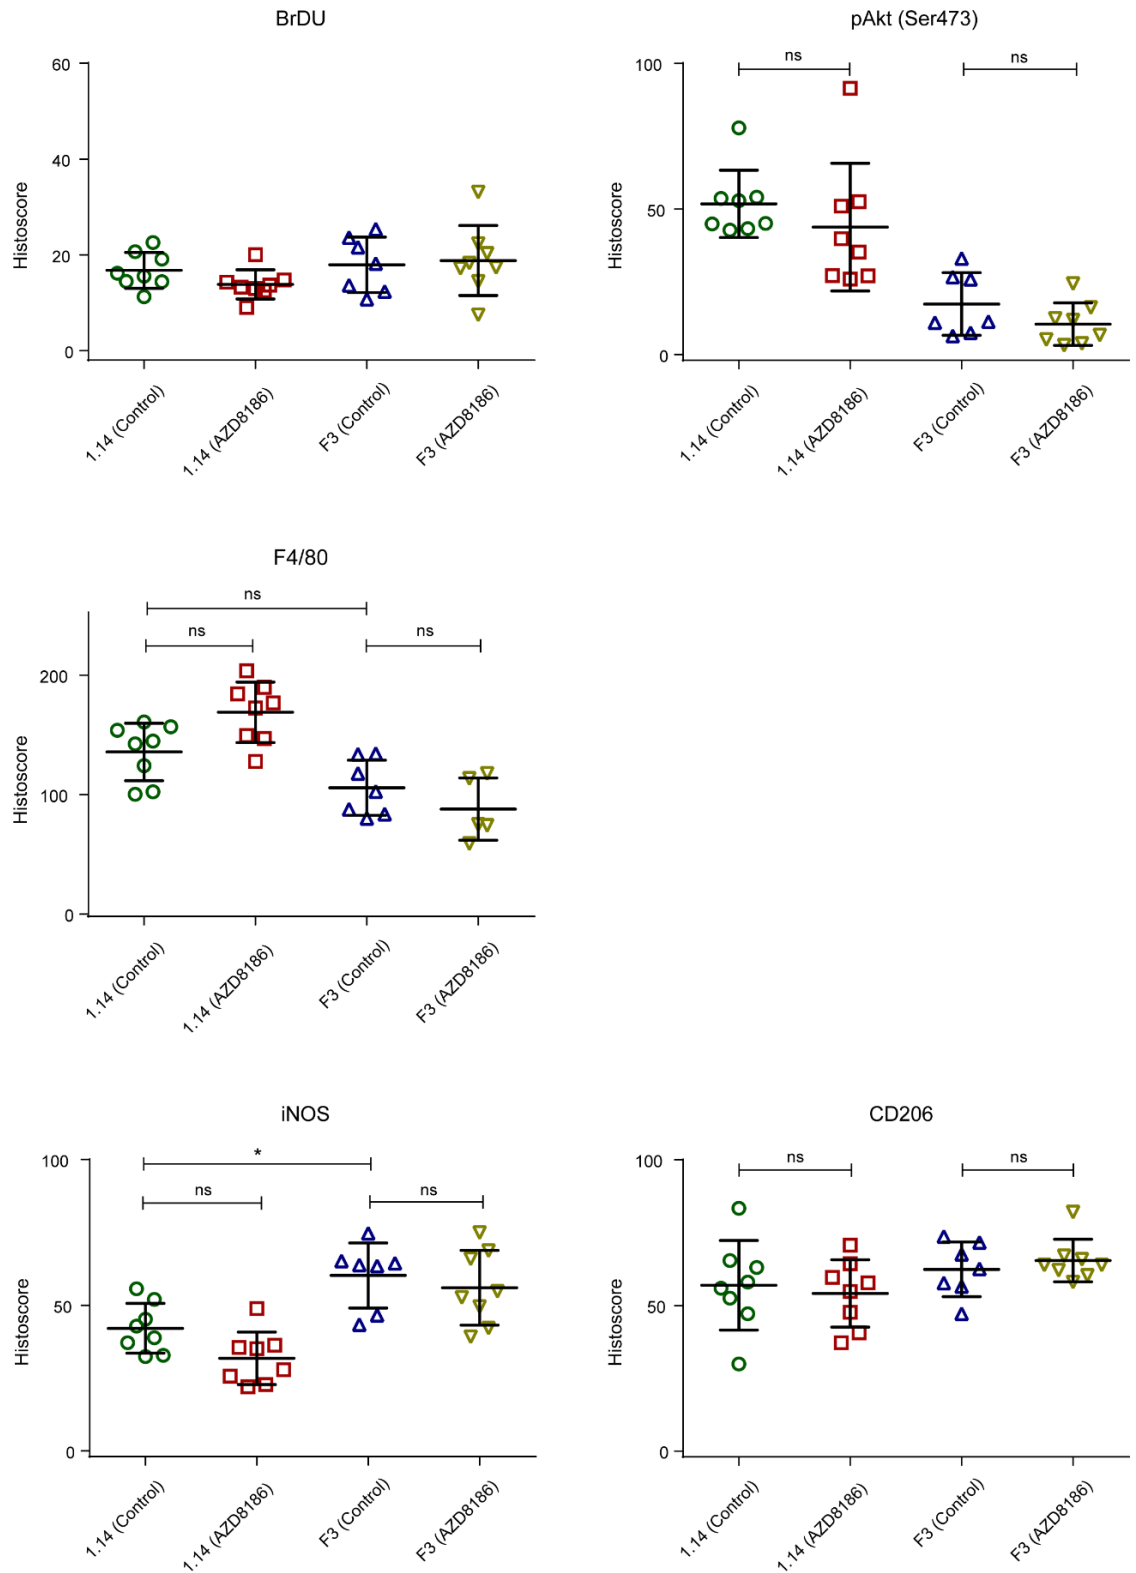 BrDU
60
40
20
0
Histoscore
1.14 (Control)
1.14 (AZD8186)
F3 (Control)
F3 (AZD8186)
pAkt (Ser473)
ns
ns
100
50
0
Histoscore
1.14 (Control)
1.14 (AZD8186)
F3 (Control)
F3 (AZD8186)
F4/80
ns
ns
ns
200
100
0
Histoscore
1.14 (Control)
1.14 (AZD8186)
F3 (Control)
F3 (AZD8186)
iNOS
*
ns
ns
100
50
0
Histoscore
1.14 (Control)
1.14 (AZD8186)
F3 (Control)
F3 (AZD8186)
CD206
ns
ns
100
50
0
Histoscore
1.14 (Control)
1.14 (AZD8186)
F3 (Control)
F3 (AZD8186)